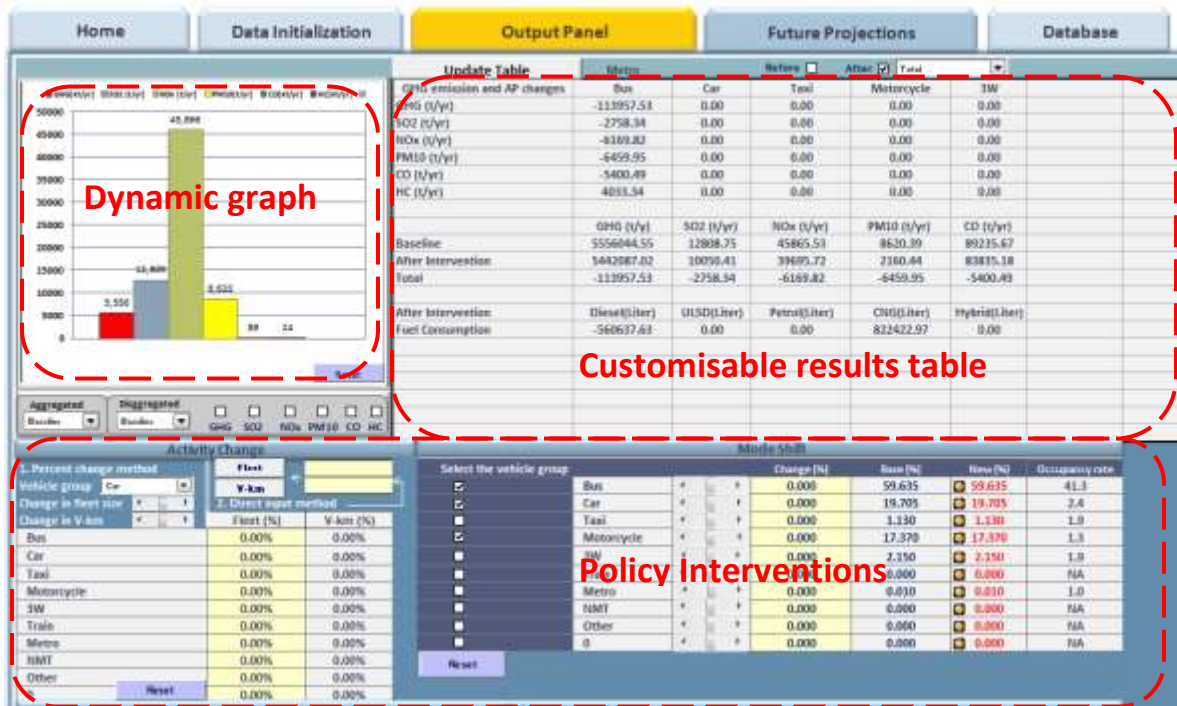 Home Data Initialization Output Panel Future Projections Database
Update Table Metro Before After Total
50000
45000
40000
35000
30000
25000
20000
15000
10000
5000
0
Dynamic graph
Reset
GHG emission and AP changes Bus Car Taxi Motorcycle 3W
GHG (t/yr) -113957.53 0.00 0.00 0.00 0.00
SO2 (t/yr) -2758.34 0.00 0.00 0.00 0.00
NOx (t/yr) -6169.82 0.00 0.00 0.00 0.00
PM10 (t/yr) -6459.95 0.00 0.00 0.00 0.00
CO (t/yr) -5400.49 0.00 0.00 0.00 0.00
HC (t/yr) 4033.34 0.00 0.00 0.00 0.00
GHG (t/y) SO2 (t/yr) NOx (t/yr) PM10 (t/yr) CO (t/yr)
Baseline 5556044.55 12808.75 45865.53 8620.39 89235.67
After Intervention 5442087.02 10050.41 39695.72 2160.44 83835.18
Total -113957.53 -2758.34 -6169.82 -6459.95 -5400.49
After Intervention Diesel(Liter) ULSD(Liter) Petrol(Liter) CNG(Liter) Hybrid(Liter)
Fuel Consumption -560637.63 0.00 0.00 822422.97 0.00
Customisable results table
Aggregated Disaggregated
Baseline Baseline GHG SO2 NOx PM10 CO HC
Activity Change
1. Percent change method Fleet
Vehicle group Car V-km
Change in fleet size 2. Direct input method
Change in V-km Fleet (%) V-km (%)
Bus 0.00% 0.00%
Car 0.00% 0.00%
Taxi 0.00% 0.00%
Motorcycle 0.00% 0.00%
3W 0.00% 0.00%
Train 0.00% 0.00%
Metro 0.00% 0.00%
NMT 0.00% 0.00%
Other 0.00% 0.00%
Reset 0.00% 0.00%
Mode Shift
Select the vehicle group Change (%) Base (%) New (%) Occupancy rate
Bus 0.000 59.635 59.635 41.3
Car 0.000 19.705 19.705 2.4
Taxi 0.000 1.130 1.130 1.9
Motorcycle 0.000 17.370 17.370 1.3
3W 0.000 2.150 2.150 1.9
0.000 0.000 0.000 NA
Policy Interventions
Metro 0.000 0.010 0.010 1.0
NMT 0.000 0.000 0.000 NA
Other 0.000 0.000 0.000 NA
0 0.000 0.000 0.000 NA
Reset